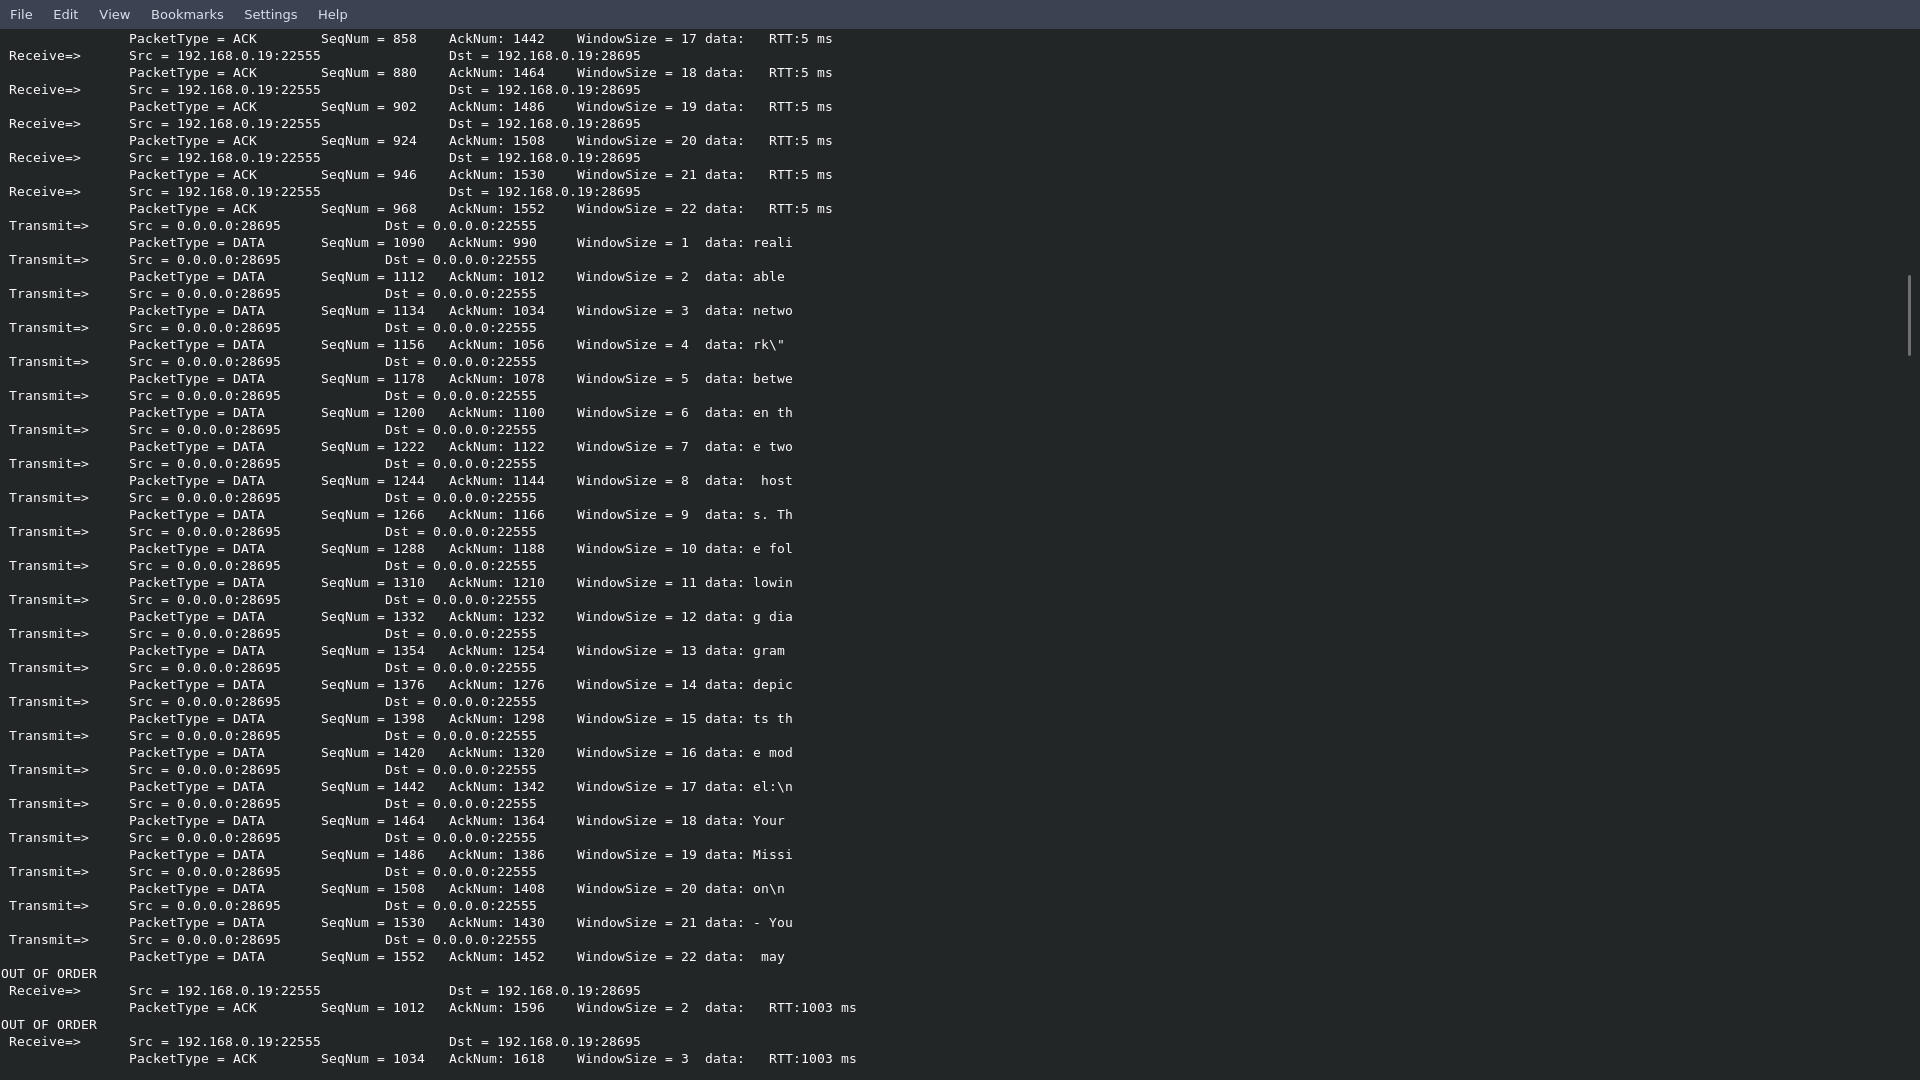 File Edit View Bookmarks Settings Help
PacketType = ACK SeqNum = 858 AckNum: 1442 WindowSize = 17 data: RTT:5 ms
Receive=> Src = 192.168.0.19:22555 Dst = 192.168.0.19:28695
PacketType = ACK SeqNum = 880 AckNum: 1464 WindowSize = 18 data: RTT:5 ms
Receive=> Src = 192.168.0.19:22555 Dst = 192.168.0.19:28695
PacketType = ACK SeqNum = 902 AckNum: 1486 WindowSize = 19 data: RTT:5 ms
Receive=> Src = 192.168.0.19:22555 Dst = 192.168.0.19:28695
PacketType = ACK SeqNum = 924 AckNum: 1508 WindowSize = 20 data: RTT:5 ms
Receive=> Src = 192.168.0.19:22555 Dst = 192.168.0.19:28695
PacketType = ACK SeqNum = 946 AckNum: 1530 WindowSize = 21 data: RTT:5 ms
Receive=> Src = 192.168.0.19:22555 Dst = 192.168.0.19:28695
PacketType = ACK SeqNum = 968 AckNum: 1552 WindowSize = 22 data: RTT:5 ms
Transmit=> Src = 0.0.0.0:28695 Dst = 0.0.0.0:22555
PacketType = DATA SeqNum = 1090 AckNum: 990 WindowSize = 1 data: reali
Transmit=> Src = 0.0.0.0:28695 Dst = 0.0.0.0:22555
PacketType = DATA SeqNum = 1112 AckNum: 1012 WindowSize = 2 data: able
Transmit=> Src = 0.0.0.0:28695 Dst = 0.0.0.0:22555
PacketType = DATA SeqNum = 1134 AckNum: 1034 WindowSize = 3 data: netwo
Transmit=> Src = 0.0.0.0:28695 Dst = 0.0.0.0:22555
PacketType = DATA SeqNum = 1156 AckNum: 1056 WindowSize = 4 data: rk\"
Transmit=> Src = 0.0.0.0:28695 Dst = 0.0.0.0:22555
PacketType = DATA SeqNum = 1178 AckNum: 1078 WindowSize = 5 data: betwe
Transmit=> Src = 0.0.0.0:28695 Dst = 0.0.0.0:22555
PacketType = DATA SeqNum = 1200 AckNum: 1100 WindowSize = 6 data: en th
Transmit=> Src = 0.0.0.0:28695 Dst = 0.0.0.0:22555
PacketType = DATA SeqNum = 1222 AckNum: 1122 WindowSize = 7 data: e two
Transmit=> Src = 0.0.0.0:28695 Dst = 0.0.0.0:22555
PacketType = DATA SeqNum = 1244 AckNum: 1144 WindowSize = 8 data: host
Transmit=> Src = 0.0.0.0:28695 Dst = 0.0.0.0:22555
PacketType = DATA SeqNum = 1266 AckNum: 1166 WindowSize = 9 data: s. Th
Transmit=> Src = 0.0.0.0:28695 Dst = 0.0.0.0:22555
PacketType = DATA SeqNum = 1288 AckNum: 1188 WindowSize = 10 data: e fol
Transmit=> Src = 0.0.0.0:28695 Dst = 0.0.0.0:22555
PacketType = DATA SeqNum = 1310 AckNum: 1210 WindowSize = 11 data: lowin
Transmit=> Src = 0.0.0.0:28695 Dst = 0.0.0.0:22555
PacketType = DATA SeqNum = 1332 AckNum: 1232 WindowSize = 12 data: g dia
Transmit=> Src = 0.0.0.0:28695 Dst = 0.0.0.0:22555
PacketType = DATA SeqNum = 1354 AckNum: 1254 WindowSize = 13 data: gram
Transmit=> Src = 0.0.0.0:28695 Dst = 0.0.0.0:22555
PacketType = DATA SeqNum = 1376 AckNum: 1276 WindowSize = 14 data: depic
Transmit=> Src = 0.0.0.0:28695 Dst = 0.0.0.0:22555
PacketType = DATA SeqNum = 1398 AckNum: 1298 WindowSize = 15 data: ts th
Transmit=> Src = 0.0.0.0:28695 Dst = 0.0.0.0:22555
PacketType = DATA SeqNum = 1420 AckNum: 1320 WindowSize = 16 data: e mod
Transmit=> Src = 0.0.0.0:28695 Dst = 0.0.0.0:22555
PacketType = DATA SeqNum = 1442 AckNum: 1342 WindowSize = 17 data: el:\n
Transmit=> Src = 0.0.0.0:28695 Dst = 0.0.0.0:22555
PacketType = DATA SeqNum = 1464 AckNum: 1364 WindowSize = 18 data: Your
Transmit=> Src = 0.0.0.0:28695 Dst = 0.0.0.0:22555
PacketType = DATA SeqNum = 1486 AckNum: 1386 WindowSize = 19 data: Missi
Transmit=> Src = 0.0.0.0:28695 Dst = 0.0.0.0:22555
PacketType = DATA SeqNum = 1508 AckNum: 1408 WindowSize = 20 data: on\n
Transmit=> Src = 0.0.0.0:28695 Dst = 0.0.0.0:22555
PacketType = DATA SeqNum = 1530 AckNum: 1430 WindowSize = 21 data: - You
Transmit=> Src = 0.0.0.0:28695 Dst = 0.0.0.0:22555
PacketType = DATA SeqNum = 1552 AckNum: 1452 WindowSize = 22 data: may
OUT OF ORDER
Receive=> Src = 192.168.0.19:22555 Dst = 192.168.0.19:28695
PacketType = ACK SeqNum = 1012 AckNum: 1596 WindowSize = 2 data: RTT:1003 ms
OUT OF ORDER
Receive=> Src = 192.168.0.19:22555 Dst = 192.168.0.19:28695
PacketType = ACK SeqNum = 1034 AckNum: 1618 WindowSize = 3 data: RTT:1003 ms